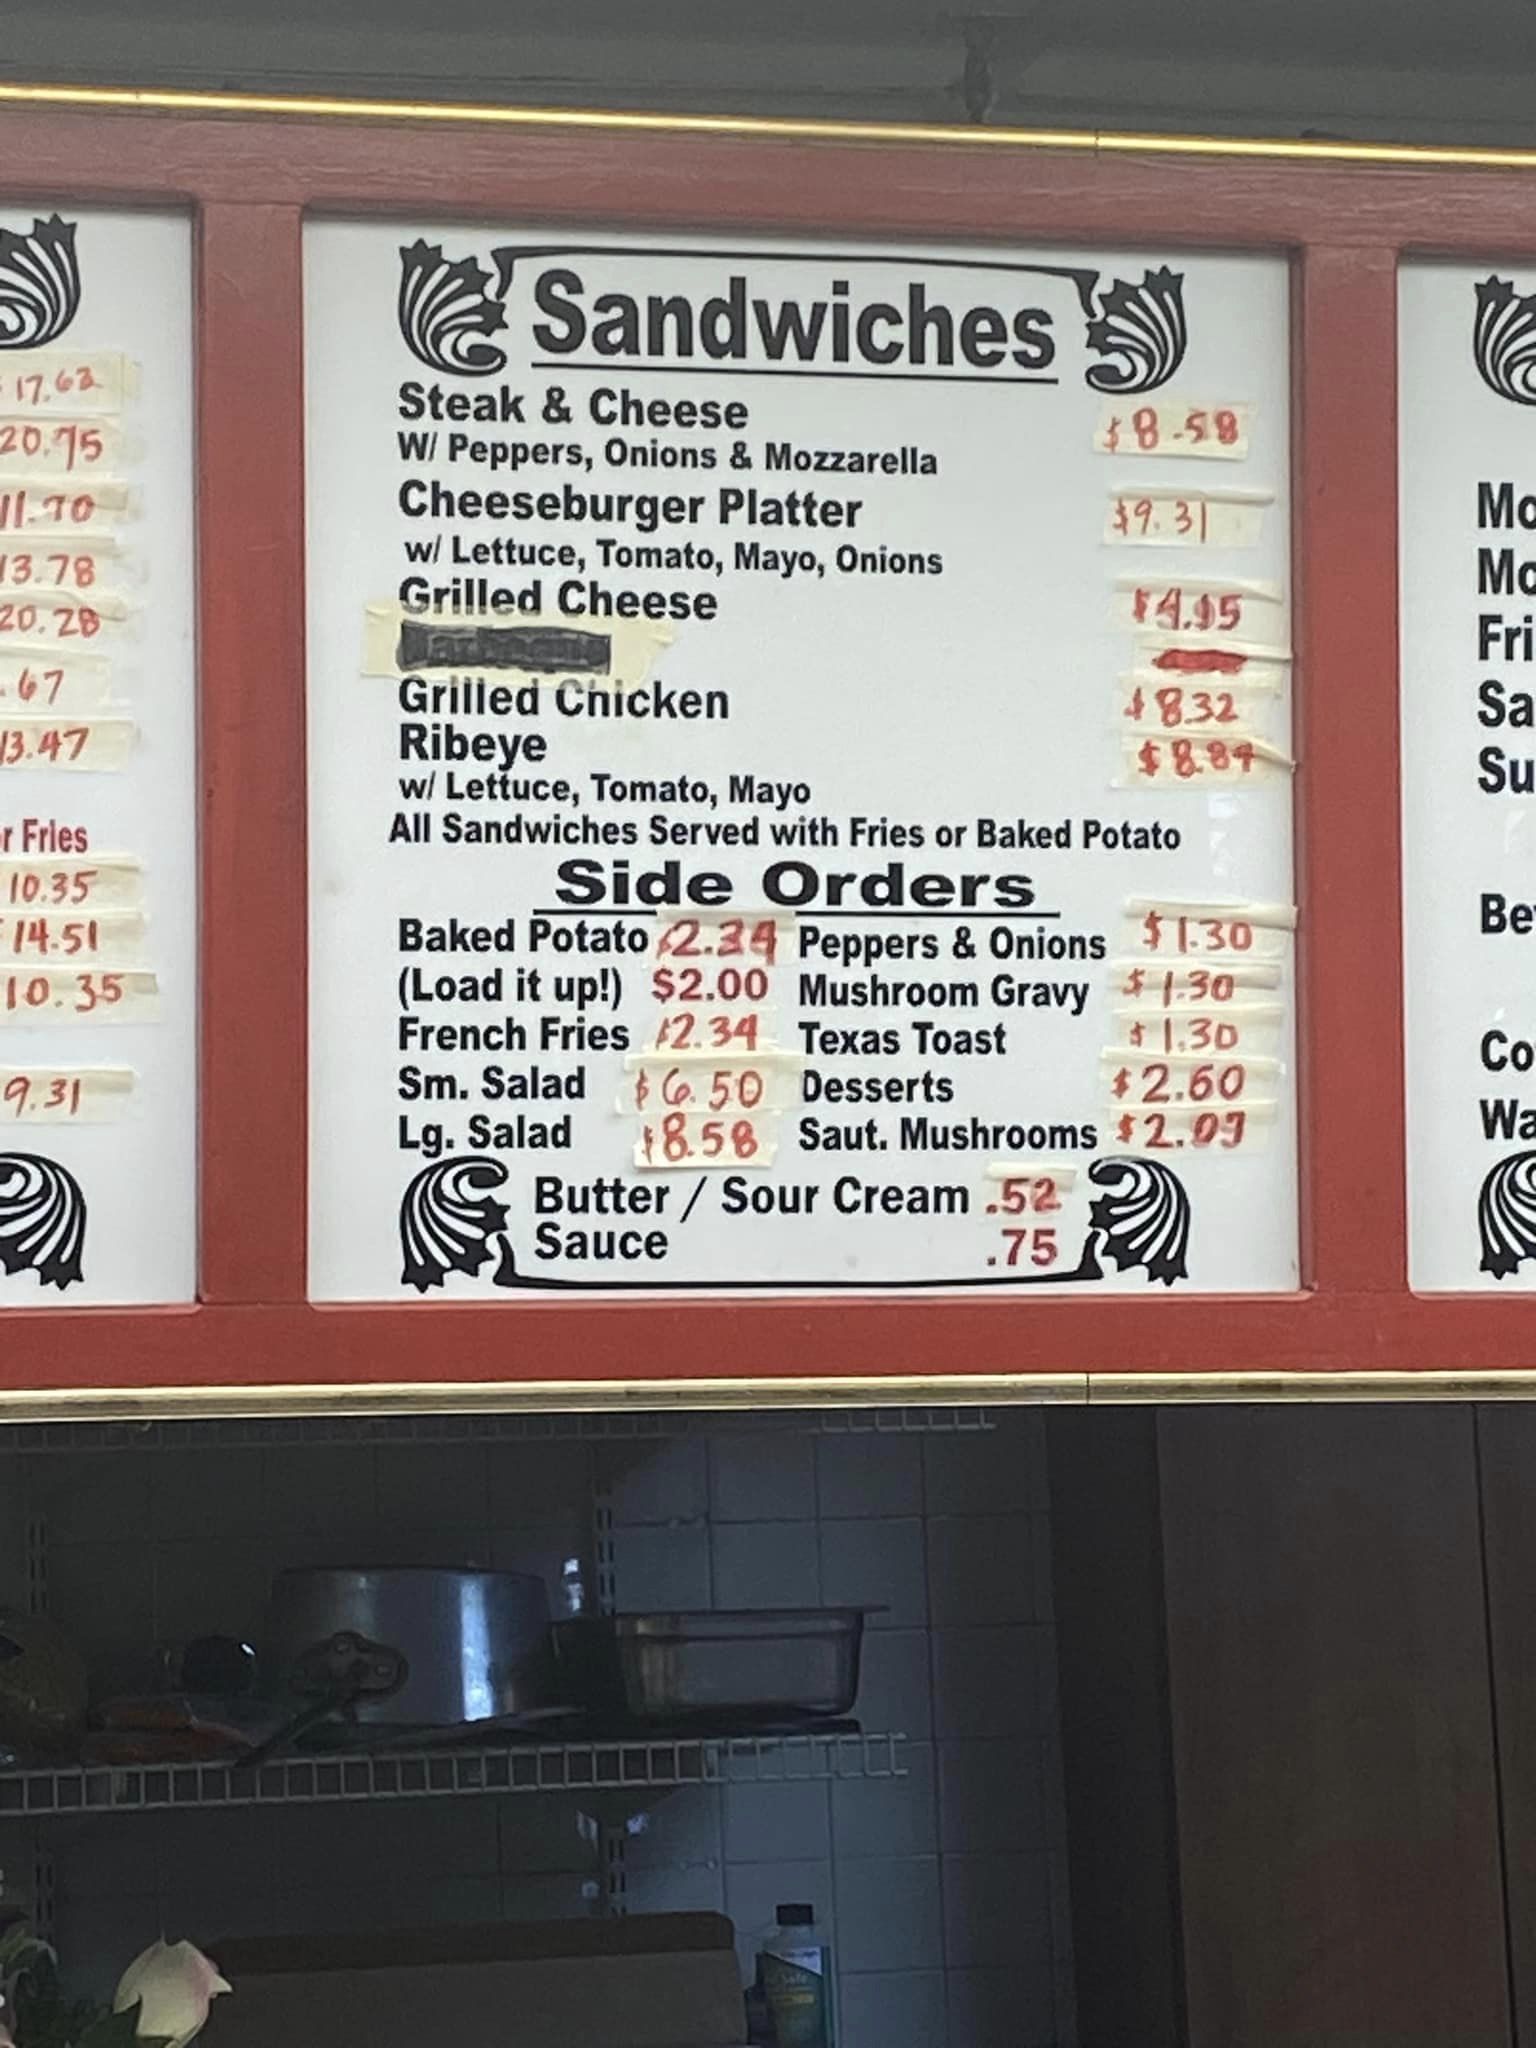 17.62
20.75
11.70
13.78
20.28
.67
13.47
r Fries
10.35
14.51
10.35
9.31
Sandwiches
Steak & Cheese $8.58
W/ Peppers, Onions & Mozzarella
Cheeseburger Platter $9.31
w/ Lettuce, Tomato, Mayo, Onions
Grilled Cheese
Grilled Chicken $8.32
Ribeye $8.84
w/ Lettuce, Tomato, Mayo
All Sandwiches Served with Fries or Baked Potato
Side Orders
Baked Potato $2.34 Peppers & Onions $1.30
(Load it up!) $2.00 Mushroom Gravy $1.30
French Fries $2.34 Texas Toast $1.30
Sm. Salad $6.50 Desserts $2.60
Lg. Salad $8.58 Saut. Mushrooms $2.09
Butter / Sour Cream .52
Sauce .75
Mo
Mo
Fri
Sa
Su
Be
Co
Wa